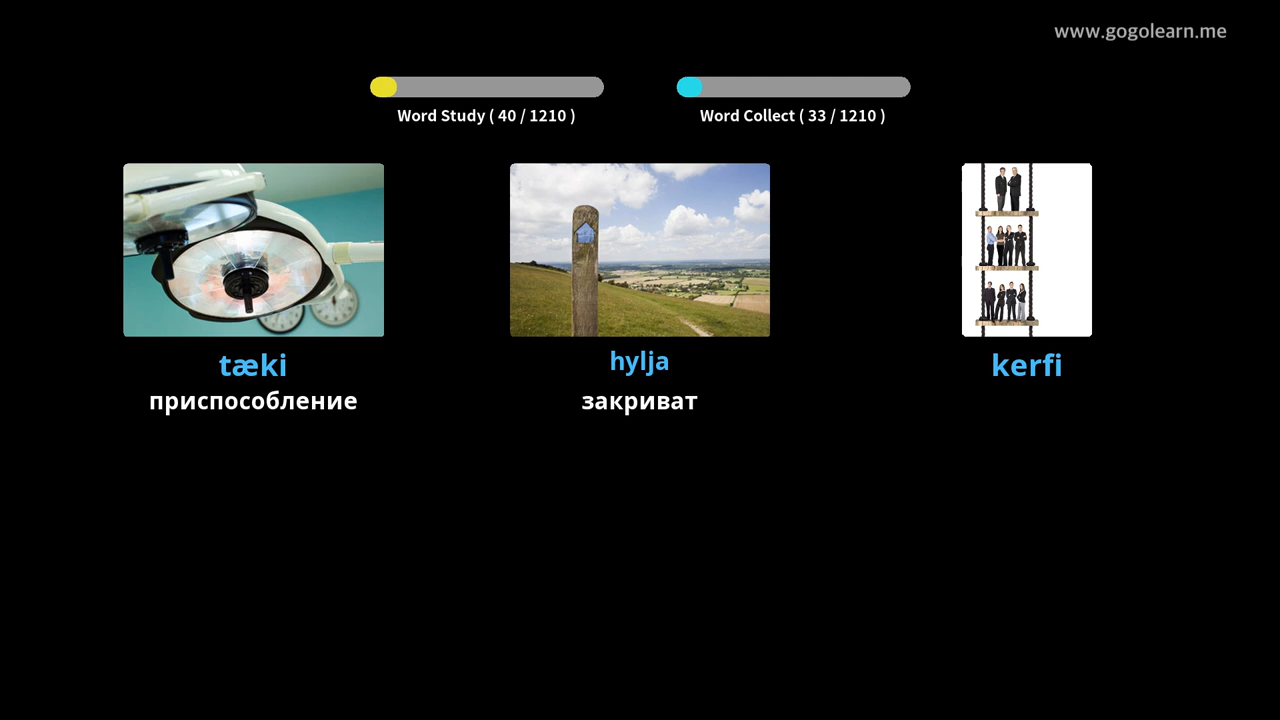 www.gogolearn.me
Word Study ( 40 / 1210 )
Word Collect ( 33 / 1210 )
tæki
hylja
kerfi
приспособление
закриват